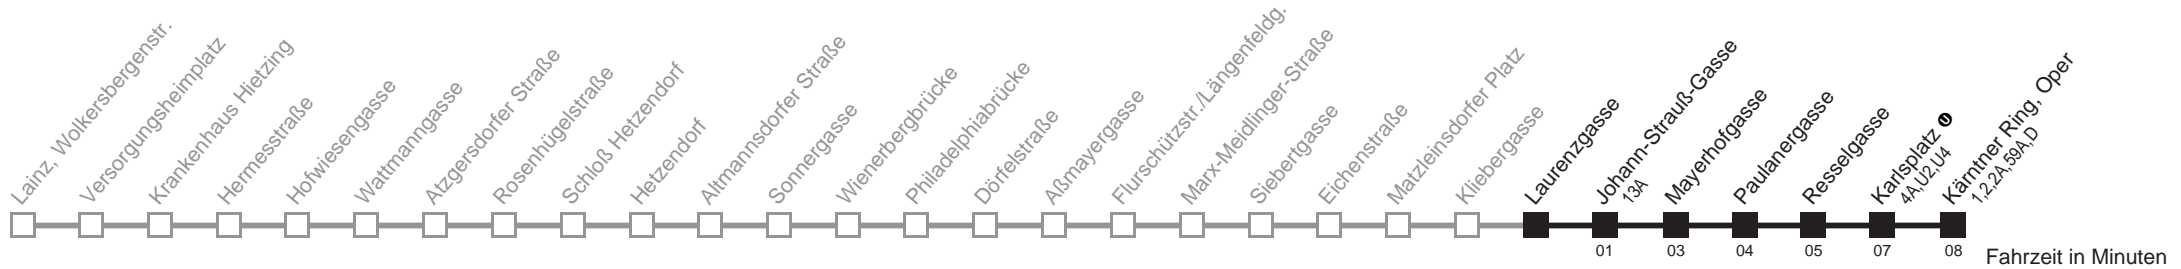 Lainz, Wolkersbergenstr.
Versorgungsheimplatz
Krankenhaus Hietzing
Hermesstraße
Hofwiesengasse
Wattmanngasse
Atzgersdorfer Straße
Rosenhügelstraße
Schloß Hetzendorf
Hetzendorf
Altmannsdorfer Straße
Sonnergasse
Wienerbergbrücke
Philadelphiabrücke
Dörfelstraße
Aßmayergasse
Flurschützstr./Längenfeldg.
Marx-Meidlinger-Straße
Siebertgasse
Eichenstraße
Matzleinsdorfer Platz
Kliebergasse
Laurenzgasse
Johann-Strauß-Gasse
13A
Mayerhofgasse
Paulanergasse
Resselgasse
Karlsplatz U
4A,U2,U4
Kärntner Ring, Oper
1,2,2A,59A,D
01 03 04 05 07 08
Fahrzeit in Minuten